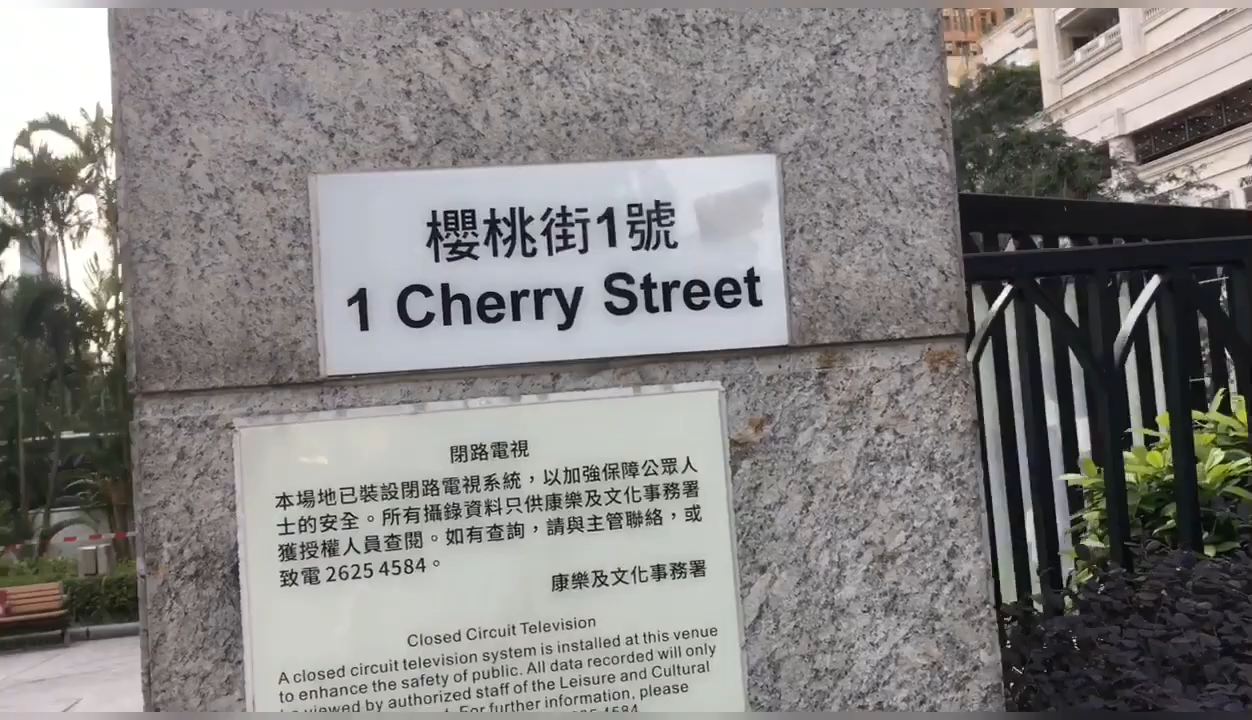 櫻桃街1號
1 Cherry Street
閉路電視
本場地已裝設閉路電視系統，以加強保障公眾人
士的安全。所有攝錄資料只供康樂及文化事務署
獲授權人員查閱。如有查詢，請與主管聯絡，或
致電 2625 4584。
康樂及文化事務署
Closed Circuit Television
A closed circuit television system is installed at this venue
to enhance the safety of public. All data recorded will only
viewed by authorized staff of the Leisure and Cultural
For further information, please
4584